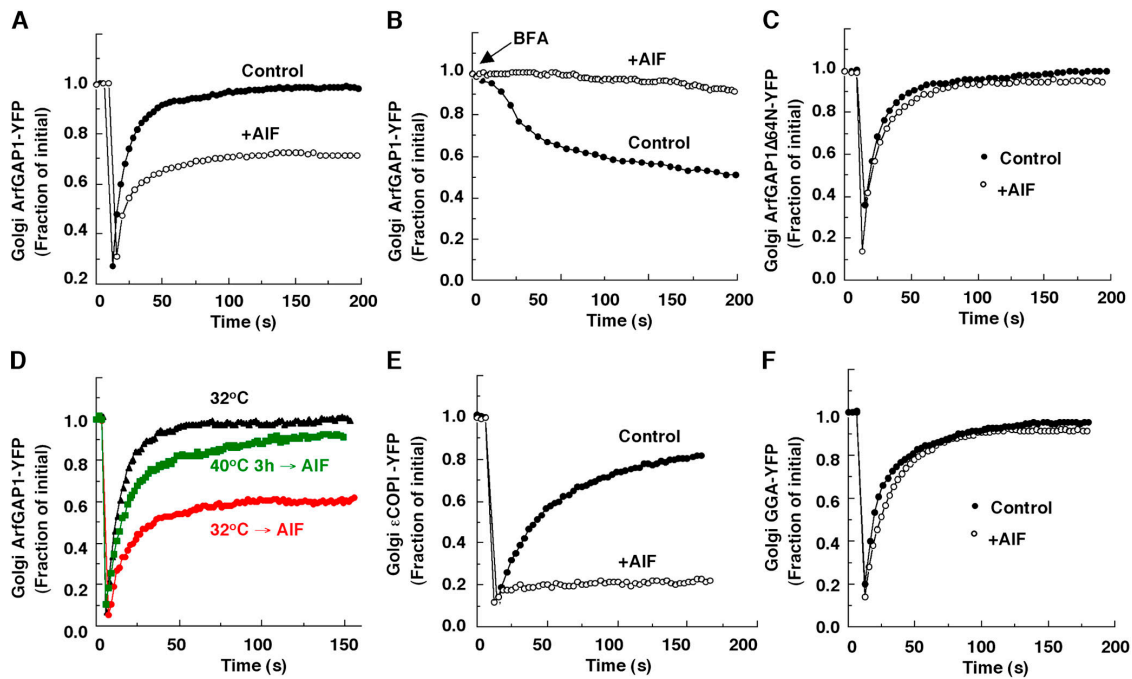 A
Golgi ArfGAP1-YFP
(Fraction of initial)
1.0
0.8
0.6
0.4
0.2
Control
+AIF
0 50 100 150 200
Time (s)
B
Golgi ArfGAP1-YFP
(Fraction of initial)
BFA
1.0
0.8
0.6
0.4
0.2
0.0
+AIF
Control
0 50 100 150 200
Time (s)
C
Golgi ArfGAP1Δ64N-YFP
(Fraction of initial)
1.0
0.8
0.6
0.4
0.2
0.0
Control
+AIF
0 50 100 150 200
Time (s)
D
Golgi ArfGAP1-YFP
(Fraction of initial)
1.0
0.8
0.6
0.4
0.2
0.0
32°C
40°C 3h → AIF
32°C → AIF
0 50 100 150
Time (s)
E
Golgi εCOPI-YFP
(Fraction of initial)
1.0
0.8
0.6
0.4
0.2
0.0
Control
+AIF
0 50 100 150 200
Time (s)
F
Golgi GGA-YFP
(Fraction of initial)
1.0
0.8
0.6
0.4
0.2
0.0
Control
+AIF
0 50 100 150 200
Time (s)